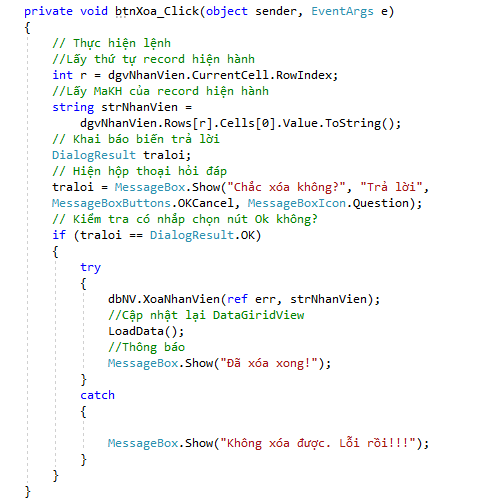 private void btnXoa_Click(object sender, EventArgs e)
{
// Thực hiện lệnh
//Lấy thứ tự record hiện hành
int r = dgvNhanVien.CurrentCell.RowIndex;
//Lấy MaKH của record hiện hành
string strNhanVien =
dgvNhanVien.Rows[r].Cells[0].Value.ToString();
// Khai báo biến trả lời
DialogResult traloi;
// Hiện hộp thoại hỏi đáp
traloi = MessageBox.Show("Chắc xóa không?", "Trả lời",
MessageBoxButtons.OKCancel, MessageBoxIcon.Question);
// Kiểm tra có nhắp chọn nút Ok không?
if (traloi == DialogResult.OK)
{
try
{
dbNV.XoaNhanVien(ref err, strNhanVien);
//Cập nhật lại DataGiridView
LoadData();
//Thông báo
MessageBox.Show("Đã xóa xong!");
}
catch
{
MessageBox.Show("Không xóa được. Lỗi rồi!!!");
}
}
}